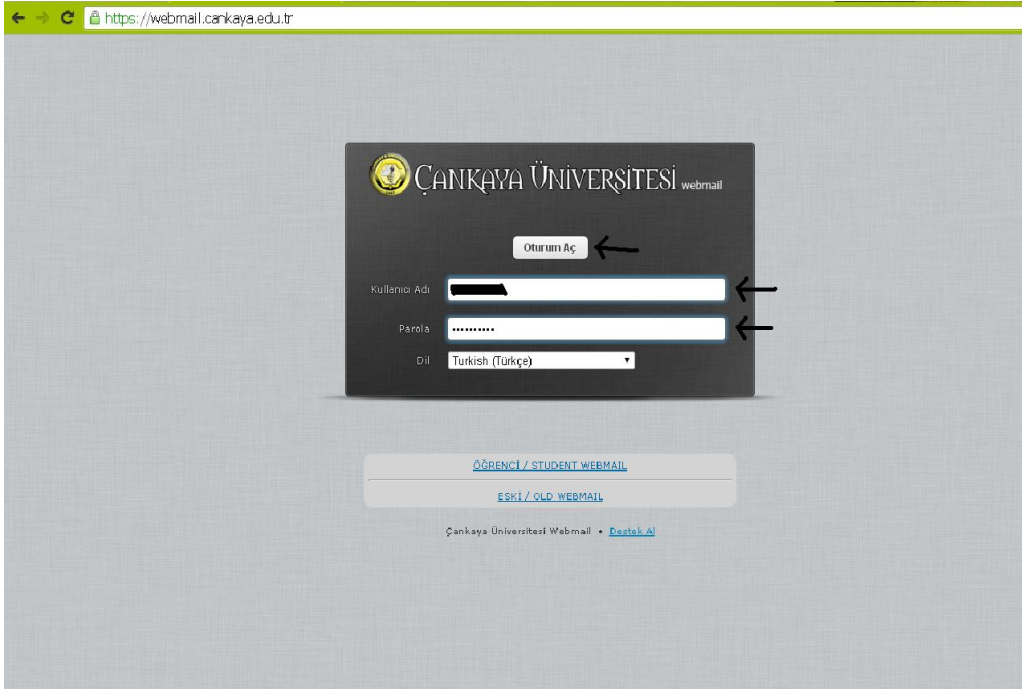 https://webmail.cankaya.edu.tr
ÇANKAYA ÜNİVERSİTESİ webmail
Oturum Aç
Kullanıcı Adı
Parola ..........
Dil Turkish (Türkçe)
ÖĞRENCİ / STUDENT WEBMAIL
ESKİ / OLD WEBMAIL
Çankaya Üniversitesi Webmail • Destek Al